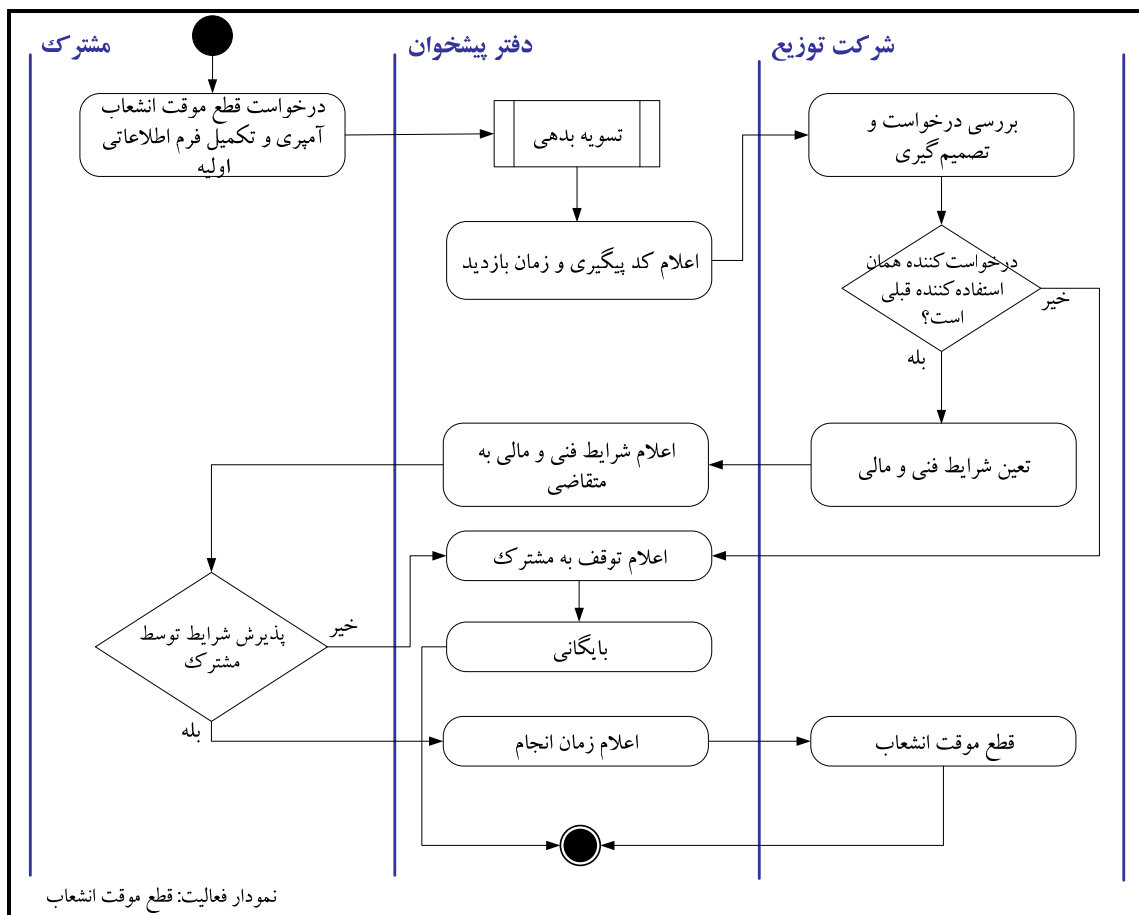 مشترك
دفتر پیشخوان
شرکت توزیع
درخواست قطع موقت انشعاب
آمپری و تکمیل فرم اطلاعاتی
اولیه
تسویه بدهی
بررسی درخواست و
تصمیم‌گیری
اعلام کد پیگیری و زمان بازدید
درخواست‌کننده همان
استفاده‌کننده قبلی
است؟
خیر
بله
تعین شرایط فنی و مالی
اعلام شرایط فنی و مالی به
متقاضی
اعلام توقف به مشترك
پذیرش شرایط توسط
مشترك
خیر
بله
بایگانی
اعلام زمان انجام
قطع موقت انشعاب
نمودار فعالیت: قطع موقت انشعاب